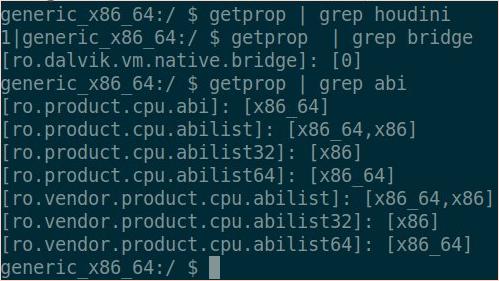 generic_x86_64:/ $ getprop | grep houdini
1|generic_x86_64:/ $ getprop  | grep bridge
[ro.dalvik.vm.native.bridge]: [0]
generic_x86_64:/ $ getprop | grep abi
[ro.product.cpu.abi]: [x86_64]
[ro.product.cpu.abilist]: [x86_64,x86]
[ro.product.cpu.abilist32]: [x86]
[ro.product.cpu.abilist64]: [x86_64]
[ro.vendor.product.cpu.abilist]: [x86_64,x86]
[ro.vendor.product.cpu.abilist32]: [x86]
[ro.vendor.product.cpu.abilist64]: [x86_64]
generic_x86_64:/ $